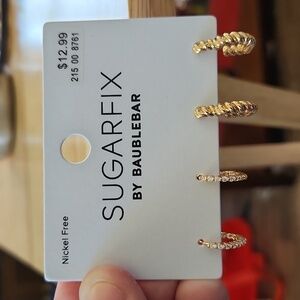 $12.99
215 00 8761
SUGARFIX
BY BAUBLEBAR
Nickel Free